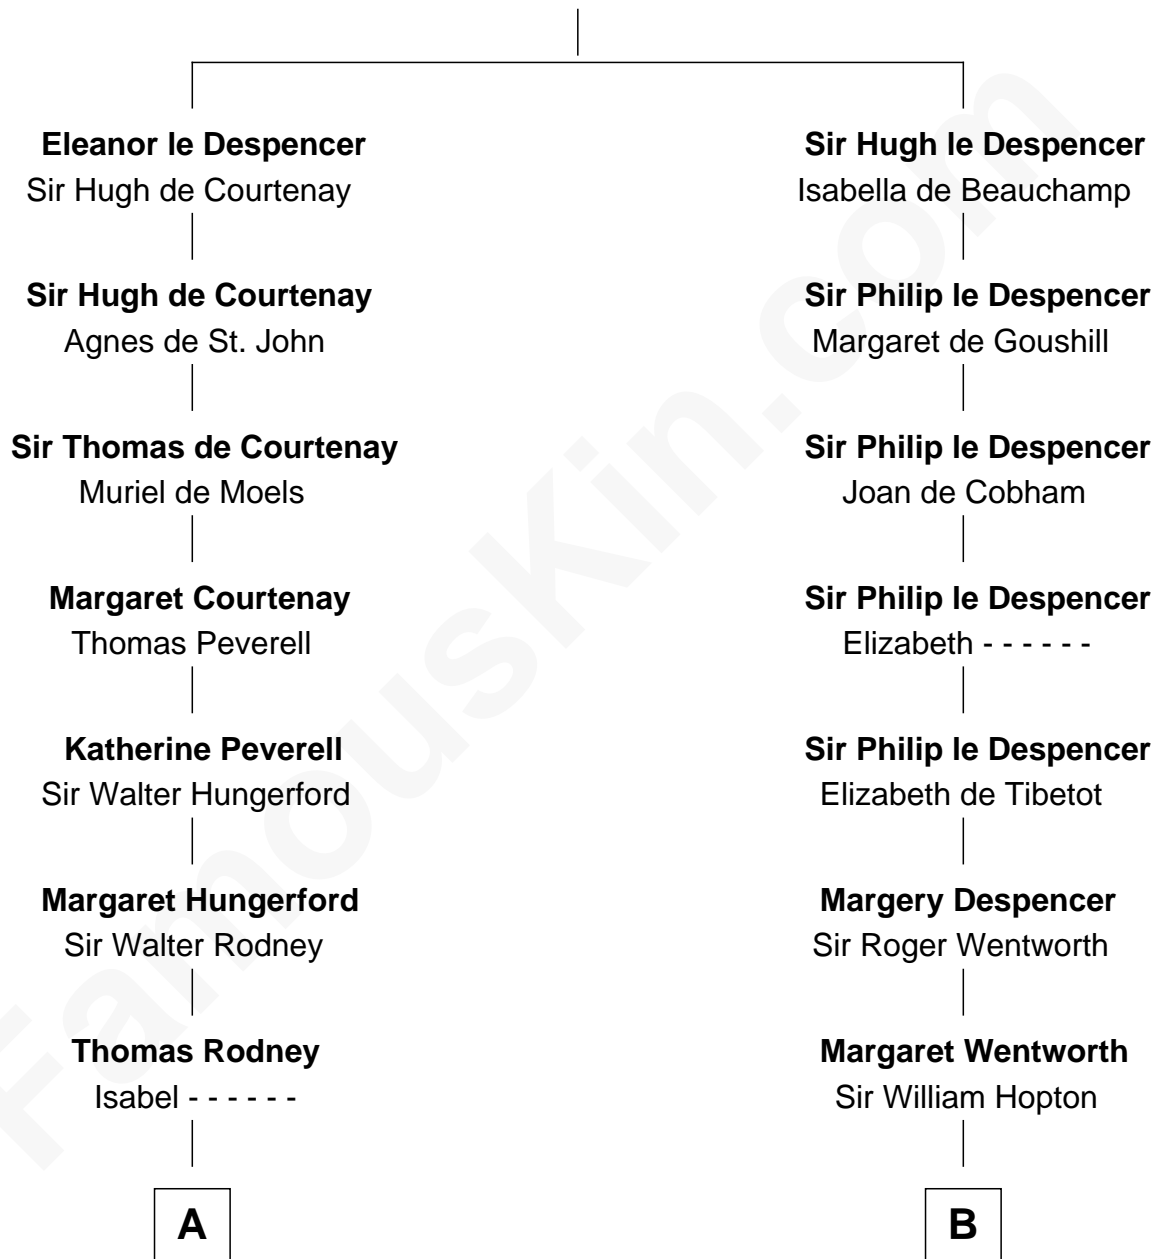 Eleanor le Despencer
Sir Hugh de Courtenay
Sir Hugh de Courtenay
Agnes de St. John
Sir Thomas de Courtenay
Muriel de Moels
Margaret Courtenay
Thomas Peverell
Katherine Peverell
Sir Walter Hungerford
Margaret Hungerford
Sir Walter Rodney
Thomas Rodney
Isabel - - - - - -
A
Sir Hugh le Despencer
Isabella de Beauchamp
Sir Philip le Despencer
Margaret de Goushill
Sir Philip le Despencer
Joan de Cobham
Sir Philip le Despencer
Elizabeth - - - - - -
Sir Philip le Despencer
Elizabeth de Tibetot
Margery Despencer
Sir Roger Wentworth
Margaret Wentworth
Sir William Hopton
B
FamousKin.com